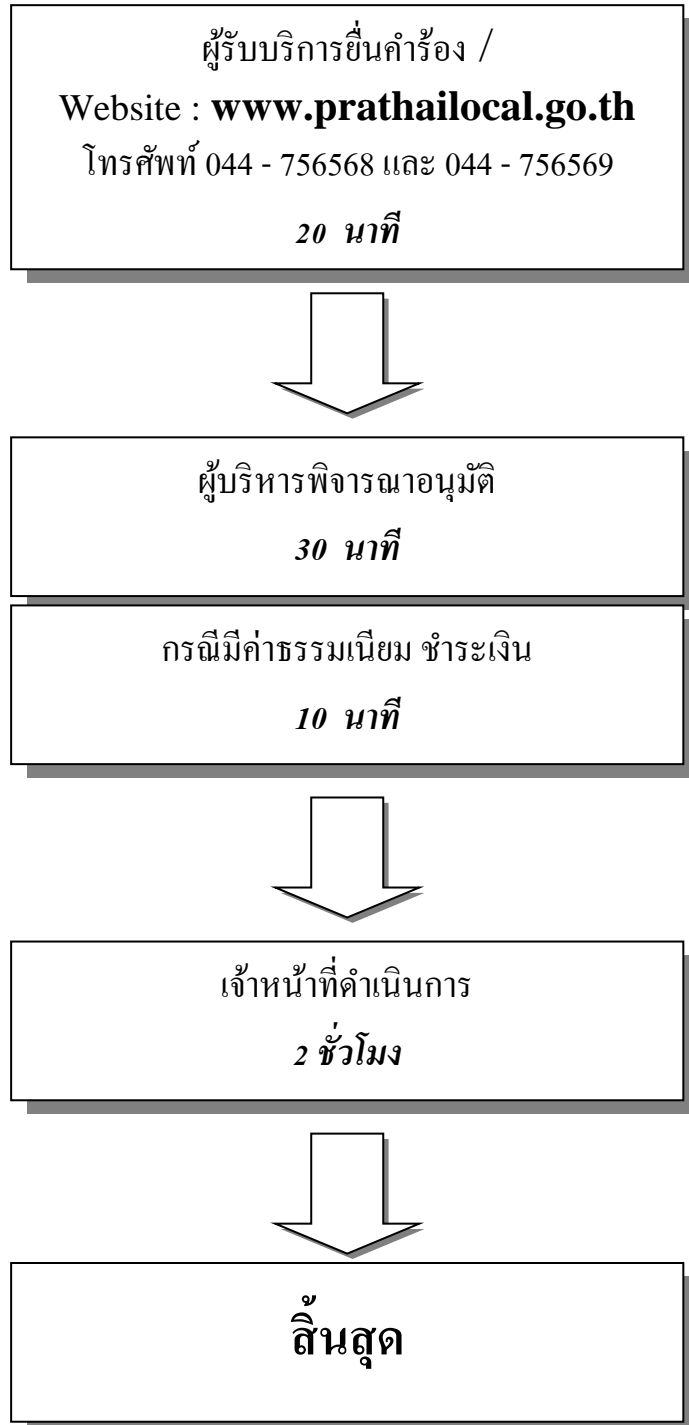 ผู้รับบริการยื่นคำร้อง /
Website : www.prathailocal.go.th
โทรศัพท์ 044 - 756568 และ 044 - 756569
20 นาที
ผู้บริหารพิจารณาอนุมัติ
30 นาที
กรณีมีค่าธรรมเนียม ชำระเงิน
10 นาที
เจ้าหน้าที่ดำเนินการ
2 ชั่วโมง
สิ้นสุด